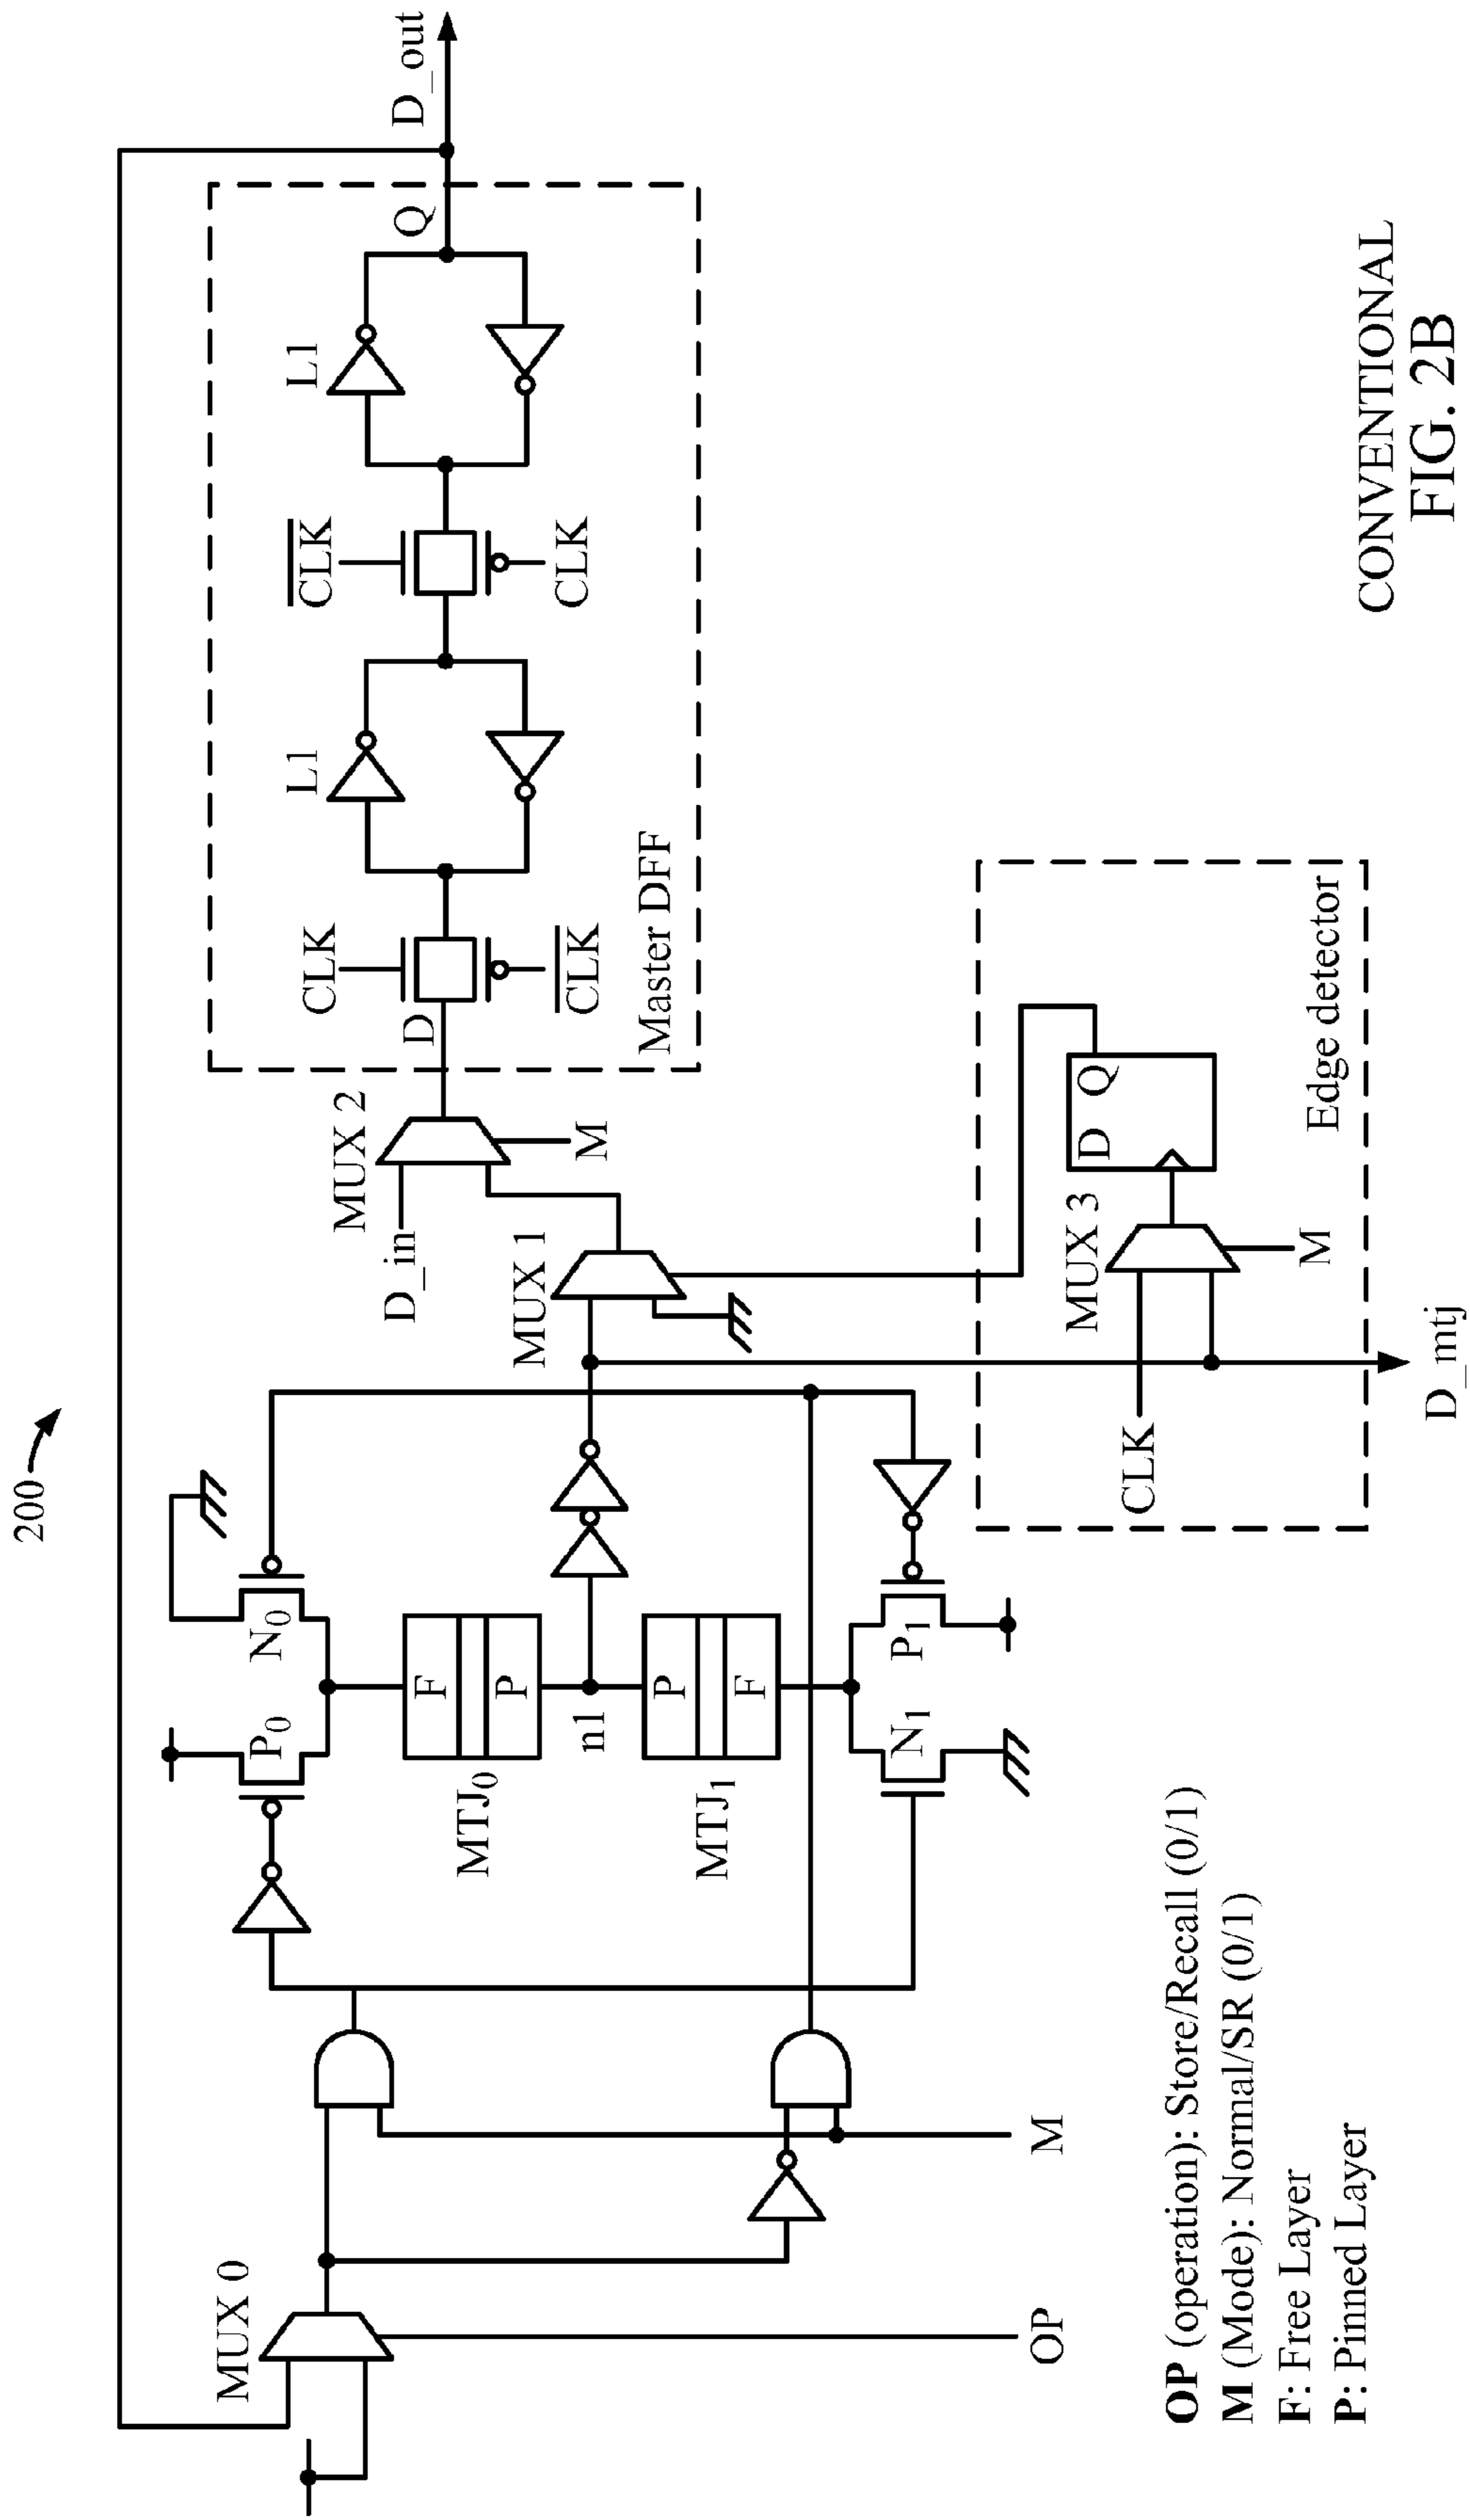 200
MUX 0
OP
M
P0
N0
MTJ0
F
P
n1
MTJ1
P
F
N1
P1
MUX 1
D_in
MUX 2
M
D
CLK
CLK
L1
CLK
CLK
L1
Q
D_out
Master DFF
CLK
MUX 3
M
D Q
Edge detector
D_mtj
OP (operation): Store/Recall (0/1)
M (Mode): Normal/SR (0/1)
F: Free Layer
P: Pinned Layer
CONVENTIONAL
FIG. 2B